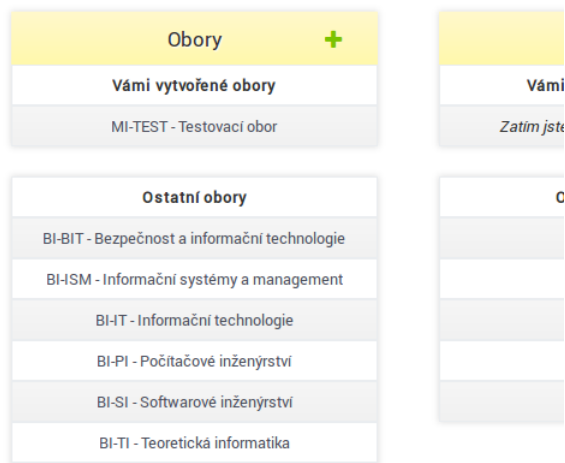 Obory
Vámi vytvořené obory
MI-TEST - Testovací obor
Ostatní obory
BI-BIT - Bezpečnost a informační technologie
BI-ISM - Informační systémy a management
BI-IT - Informační technologie
BI-PI - Počítačové inženýrství
BI-SI - Softwarové inženýrství
BI-TI - Teoretická informatika
Vámi
Zatím jste